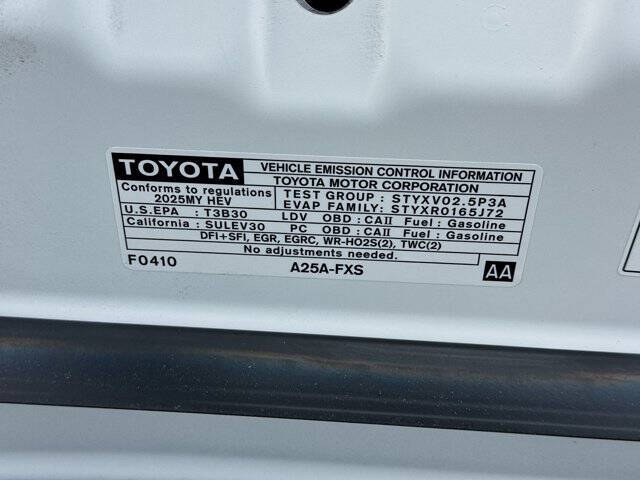 TOYOTA VEHICLE EMISSION CONTROL INFORMATION
TOYOTA MOTOR CORPORATION
Conforms to regulations TEST GROUP : STYXV02.5P3A
2025MY HEV EVAP FAMILY: STYXR0165J72
U.S.EPA : T3B30 LDV OBD : CAII Fuel : Gasoline
California : SULEV30 PC OBD : CAII Fuel : Gasoline
DFI+SFI, EGR, EGRC, WR-HO2S(2), TWC(2)
No adjustments needed.
F0410 A25A-FXS AA